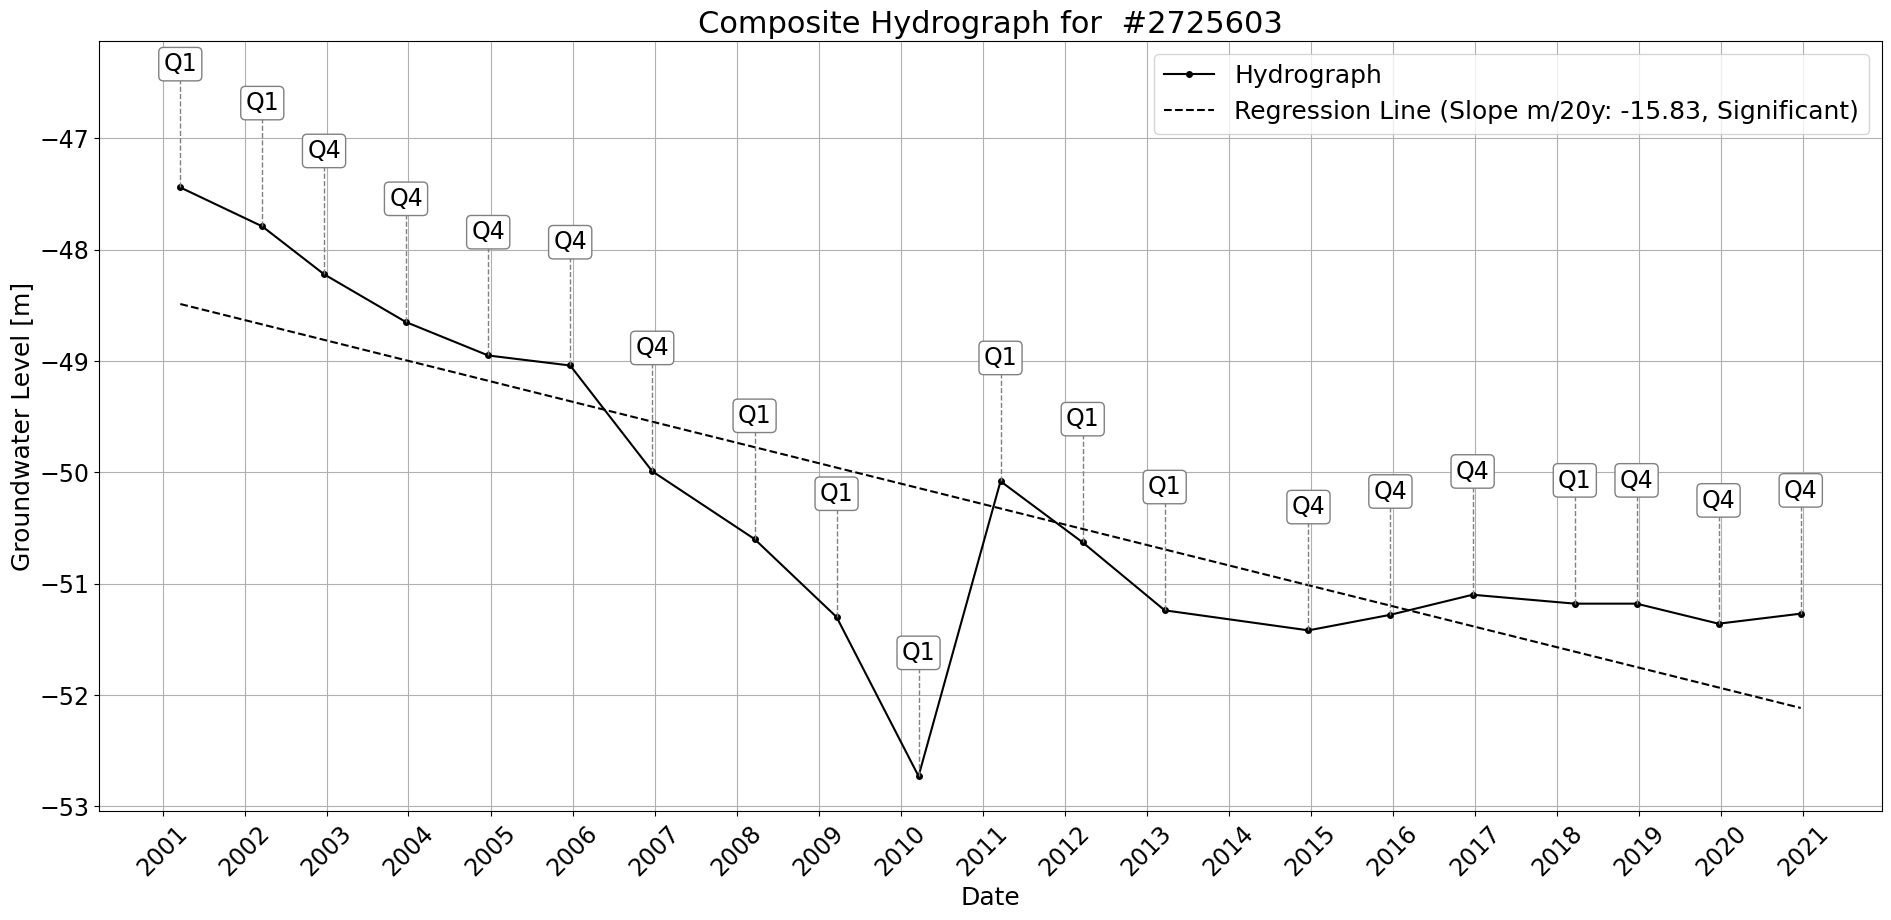 Composite Hydrograph for  #2725603
Hydrograph
Regression Line (Slope m/20y: -15.83, Significant)
Q1
Q1
Q4
Q4
Q4
Q4
Q4
Q1
Q1
Q1
Q1
Q1
Q1
Q4
Q4
Q4
Q1
Q4
Q4
Q4
Groundwater Level [m]
−47
−48
−49
−50
−51
−52
−53
2001
2002
2003
2004
2005
2006
2007
2008
2009
2010
2011
2012
2013
2014
2015
2016
2017
2018
2019
2020
2021
Date